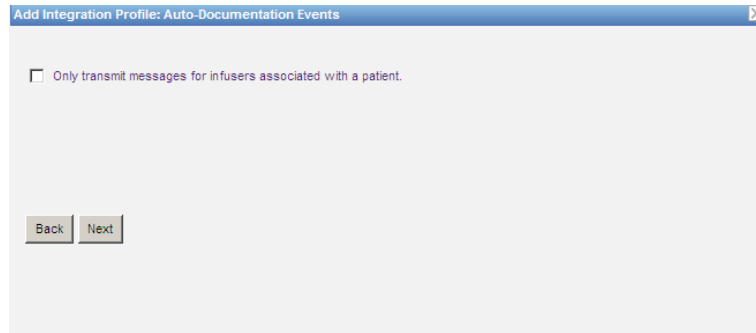 Add Integration Profile: Auto-Documentation Events
Only transmit messages for infusers associated with a patient.
Back Next